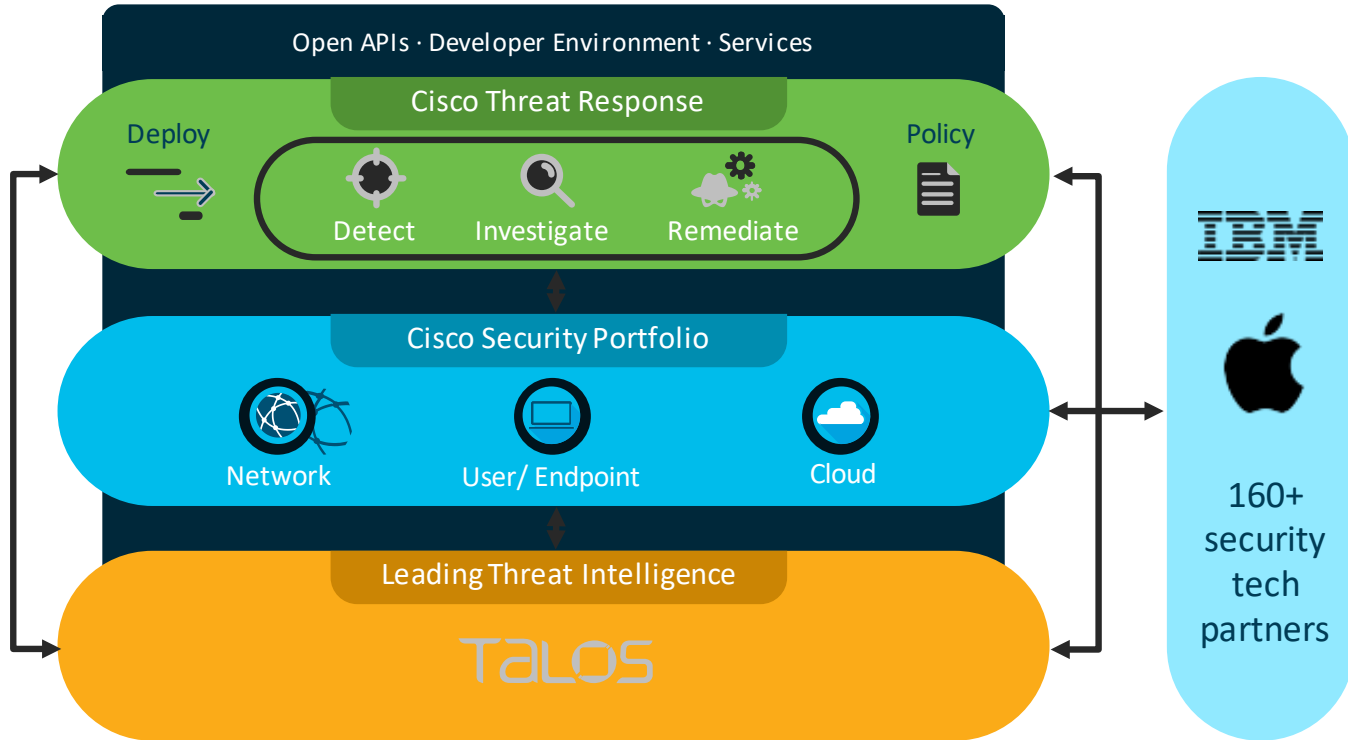 Open APIs · Developer Environment · Services
Cisco Threat Response
Deploy
Policy
Detect
Investigate
Remediate
Cisco Security Portfolio
Network
User/ Endpoint
Cloud
Leading Threat Intelligence
TALOS
IBM
160+
security
tech
partners